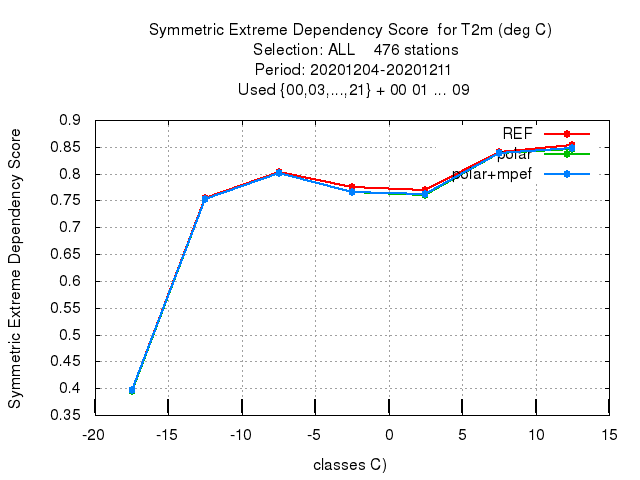 Symmetric Extreme Dependency Score for T2m (deg C)
Selection: ALL 476 stations
Period: 20201204-20201211
Used {00,03,...,21} + 00 01 ... 09
Symmetric Extreme Dependency Score
0.9
0.85
0.8
0.75
0.7
0.65
0.6
0.55
0.5
0.45
0.4
0.35
REF
polar
polar+mpef
-20 -15 -10 -5 0 5 10 15
classes C)